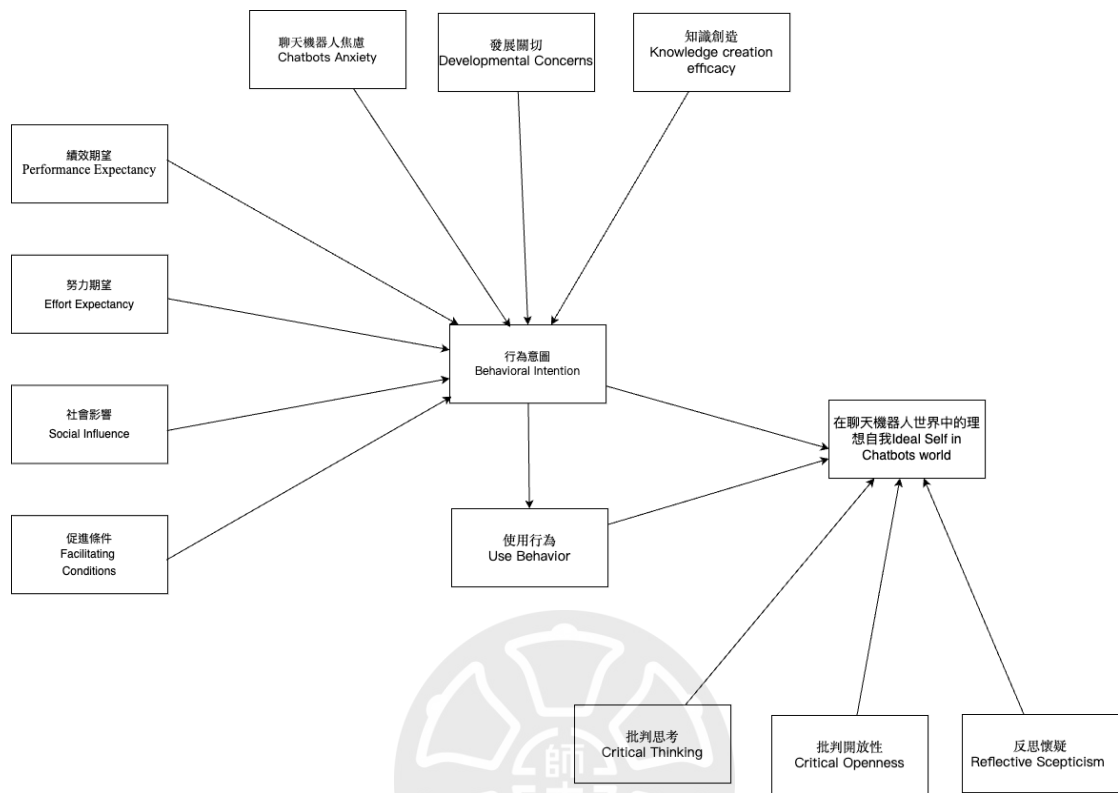 聊天機器人焦慮
Chatbots Anxiety
發展關切
Developmental Concerns
知識創造
Knowledge creation
efficacy
績效期望
Performance Expectancy
努力期望
Effort Expectancy
社會影響
Social Influence
促進條件
Facilitating
Conditions
行為意圖
Behavioral Intention
在聊天機器人世界中的理
想自我Ideal Self in
Chatbots world
使用行為
Use Behavior
批判思考
Critical Thinking
批判開放性
Critical Openness
反思懷疑
Reflective Scepticism
師